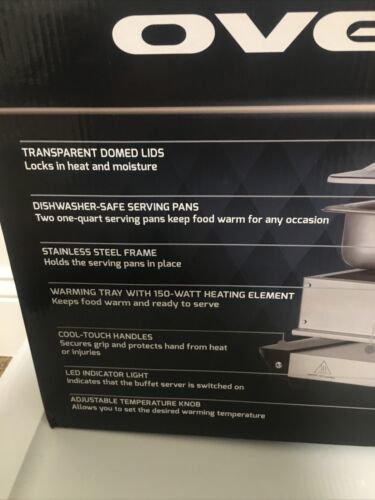 OVE
TRANSPARENT DOMED LIDS
Locks in heat and moisture
DISHWASHER-SAFE SERVING PANS
Two one-quart serving pans keep food warm for any occasion
STAINLESS STEEL FRAME
Holds the serving pans in place
WARMING TRAY WITH 150-WATT HEATING ELEMENT
Keeps food warm and ready to serve
COOL-TOUCH HANDLES
Secures grip and protects hand from heat
or injuries
LED INDICATOR LIGHT
Indicates that the buffet server is switched on
ADJUSTABLE TEMPERATURE KNOB
Allows you to set the desired warming temperature